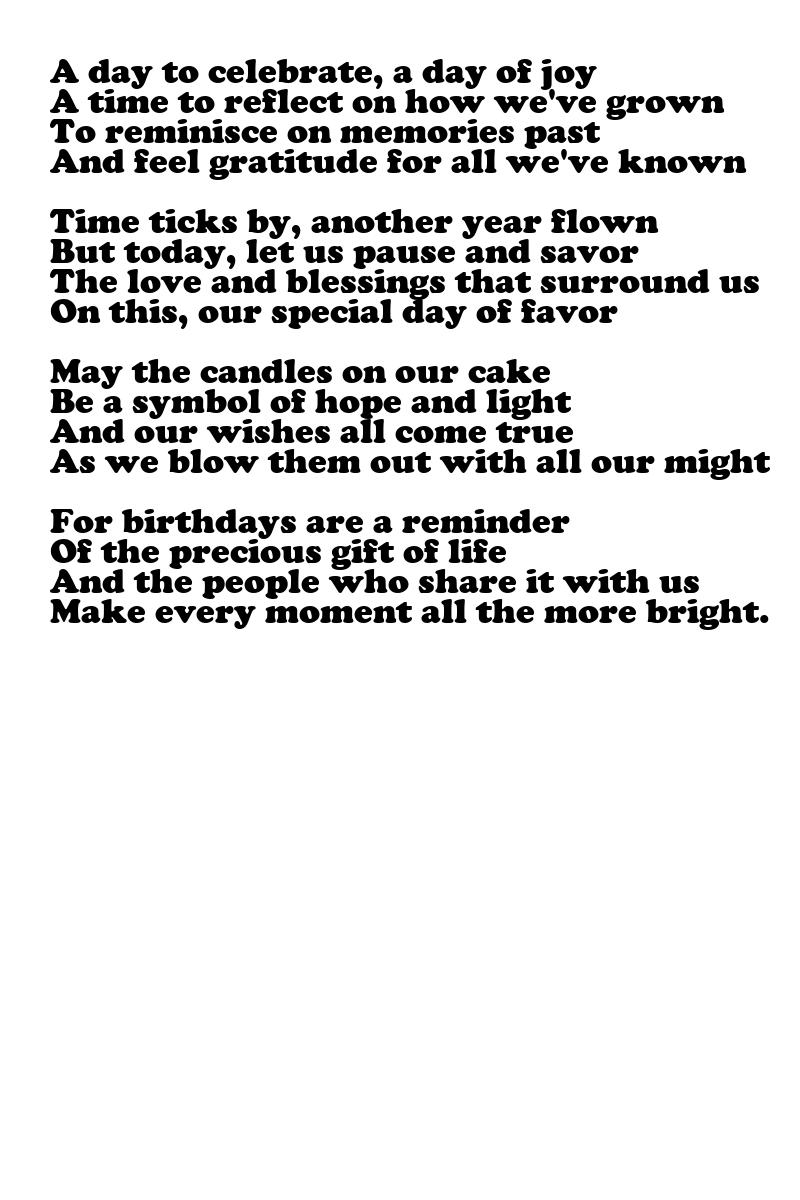 A day to celebrate, a day of joy
A time to reflect on how we've grown
To reminisce on memories past
And feel gratitude for all we've known

Time ticks by, another year flown
But today, let us pause and savor
The love and blessings that surround us
On this, our special day of favor

May the candles on our cake
Be a symbol of hope and light
And our wishes all come true
As we blow them out with all our might

For birthdays are a reminder
Of the precious gift of life
And the people who share it with us
Make every moment all the more bright.